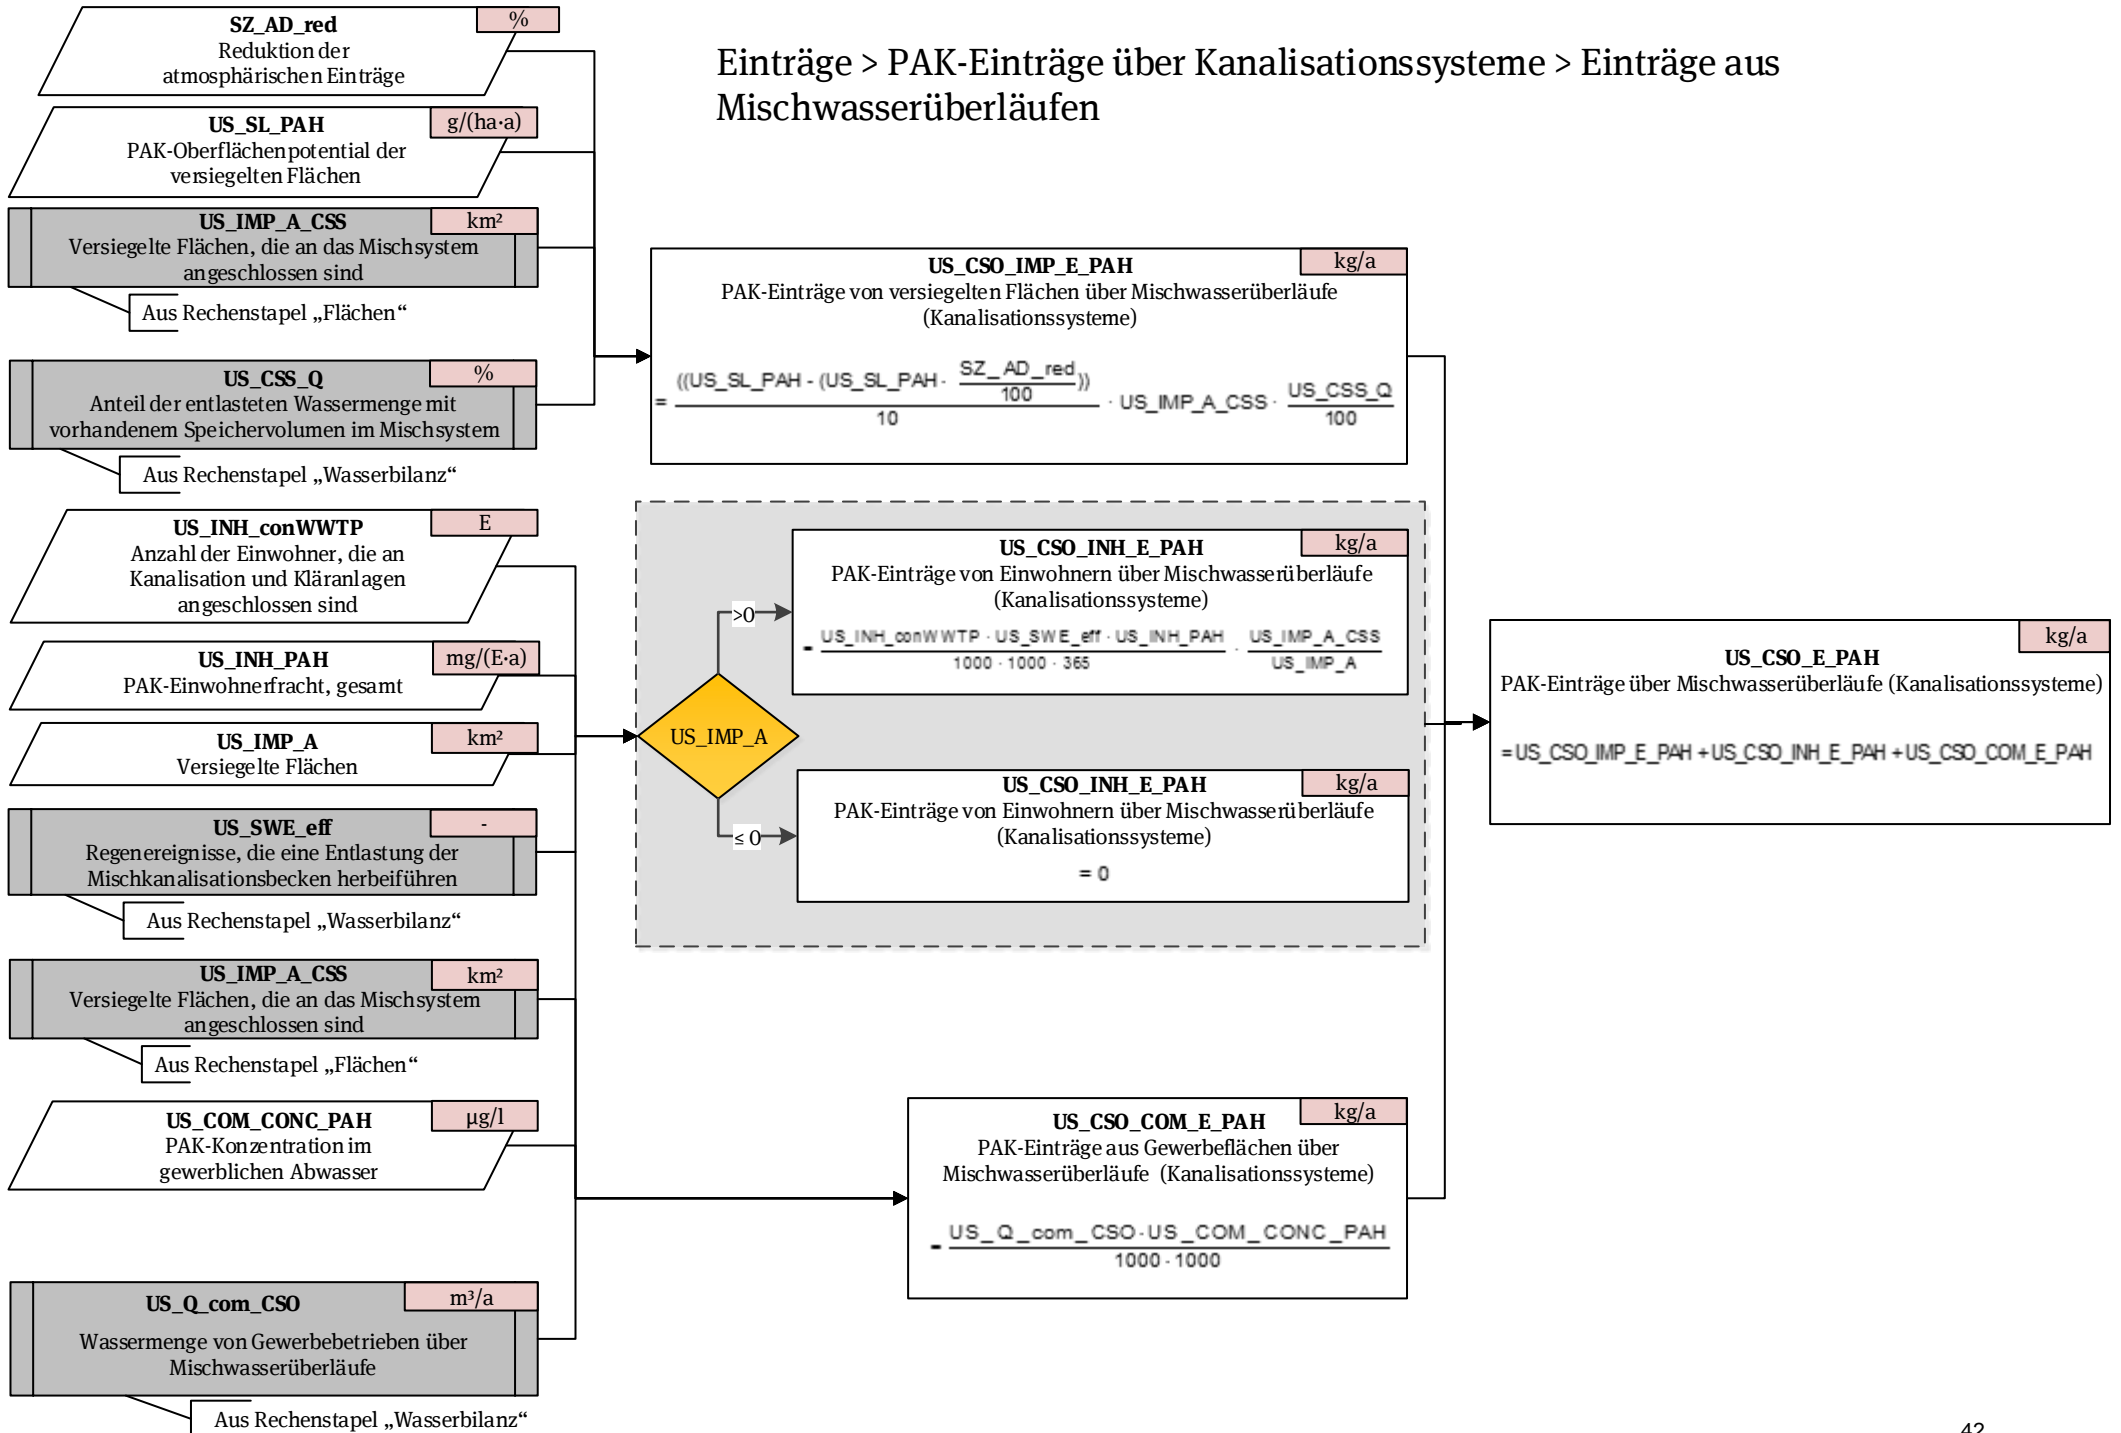 Einträge > PAK-Einträge über Kanalisationssysteme > Einträge aus
Mischwasserüberläufen
SZ_AD_red
%
Reduktion der
atmosphärischen Einträge
US_SL_PAH
g/(ha·a)
PAK-Oberflächenpotential der
versiegelten Flächen
US_IMP_A_CSS
km²
Versiegelte Flächen, die an das Mischsystem
angeschlossen sind
Aus Rechenstapel „Flächen“
US_CSS_Q
%
Anteil der entlasteten Wassermenge mit
vorhandenem Speichervolumen im Mischsystem
Aus Rechenstapel „Wasserbilanz“
US_INH_conWWTP
E
Anzahl der Einwohner, die an
Kanalisation und Kläranlagen
angeschlossen sind
US_INH_PAH
mg/(E·a)
PAK-Einwohnerfracht, gesamt
US_IMP_A
km²
Versiegelte Flächen
US_SWE_eff
-
Regenereignisse, die eine Entlastung der
Mischkanalisationsbecken herbeiführen
Aus Rechenstapel „Wasserbilanz“
US_IMP_A_CSS
km²
Versiegelte Flächen, die an das Mischsystem
angeschlossen sind
Aus Rechenstapel „Flächen“
US_COM_CONC_PAH
µg/l
PAK-Konzentration im
gewerblichen Abwasser
US_Q_com_CSO
m³/a
Wassermenge von Gewerbebetrieben über
Mischwasserüberläufe
Aus Rechenstapel „Wasserbilanz“
US_CSO_IMP_E_PAH
kg/a
PAK-Einträge von versiegelten Flächen über Mischwasserüberläufe
(Kanalisationssysteme)
= ((US_SL_PAH - (US_SL_PAH · SZ_AD_red / 100)) / 10 · US_IMP_A_CSS · US_CSS_Q / 100
US_IMP_A
>0
US_CSO_INH_E_PAH
kg/a
PAK-Einträge von Einwohnern über Mischwasserüberläufe
(Kanalisationssysteme)
= US_INH_conWWTP · US_SWE_eff · US_INH_PAH / 1000 · 1000 · 365 · US_IMP_A_CSS / US_IMP_A
≤ 0
US_CSO_INH_E_PAH
kg/a
PAK-Einträge von Einwohnern über Mischwasserüberläufe
(Kanalisationssysteme)
= 0
US_CSO_COM_E_PAH
kg/a
PAK-Einträge aus Gewerbeflächen über
Mischwasserüberläufe (Kanalisationssysteme)
= US_Q_com_CSO · US_COM_CONC_PAH / 1000 · 1000
kg/a
US_CSO_E_PAH
PAK-Einträge über Mischwasserüberläufe (Kanalisationssysteme)
= US_CSO_IMP_E_PAH + US_CSO_INH_E_PAH + US_CSO_COM_E_PAH
42